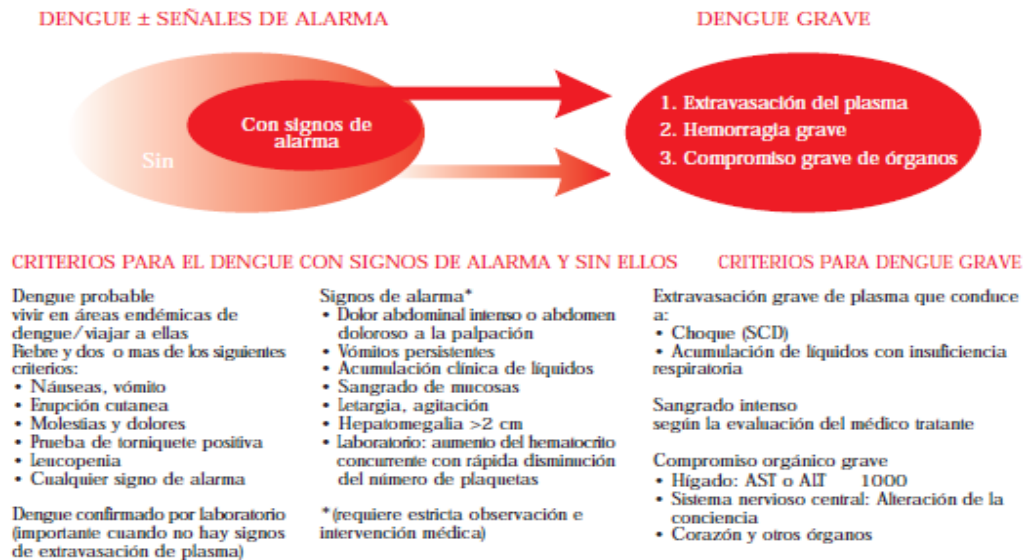 DENGUE ± SEÑALES DE ALARMA
DENGUE GRAVE
Con signos de
alarma
Sin
1. Extravasación del plasma
2. Hemorragia grave
3. Compromiso grave de órganos
CRITERIOS PARA EL DENGUE CON SIGNOS DE ALARMA Y SIN ELLOS
Dengue probable
vivir en áreas endémicas de
dengue/viajar a ellas
Fiebre y dos o mas de los siguientes
criterios:
• Náuseas, vómito
• Erupción cutanea
• Molestias y dolores
• Prueba de torniquete positiva
• Leucopenia
• Cualquier signo de alarma
Dengue confirmado por laboratorio
(importante cuando no hay signos
de extravasación de plasma)
Signos de alarma*
• Dolor abdominal intenso o abdomen
doloroso a la palpación
• Vómitos persistentes
• Acumulación clínica de líquidos
• Sangrado de mucosas
• Letargia, agitación
• Hepatomegalia >2 cm
• Laboratorio: aumento del hematocrito
concurrente con rápida disminución
del número de plaquetas
*(requiere estricta observación e
intervención médica)
CRITERIOS PARA DENGUE GRAVE
Extravasación grave de plasma que conduce
a:
• Choque (SCD)
• Acumulación de líquidos con insuficiencia
respiratoria
Sangrado intenso
según la evaluación del médico tratante
Compromiso orgánico grave
• Hígado: AST o ALT 1000
• Sistema nervioso central: Alteración de la
conciencia
• Corazón y otros órganos